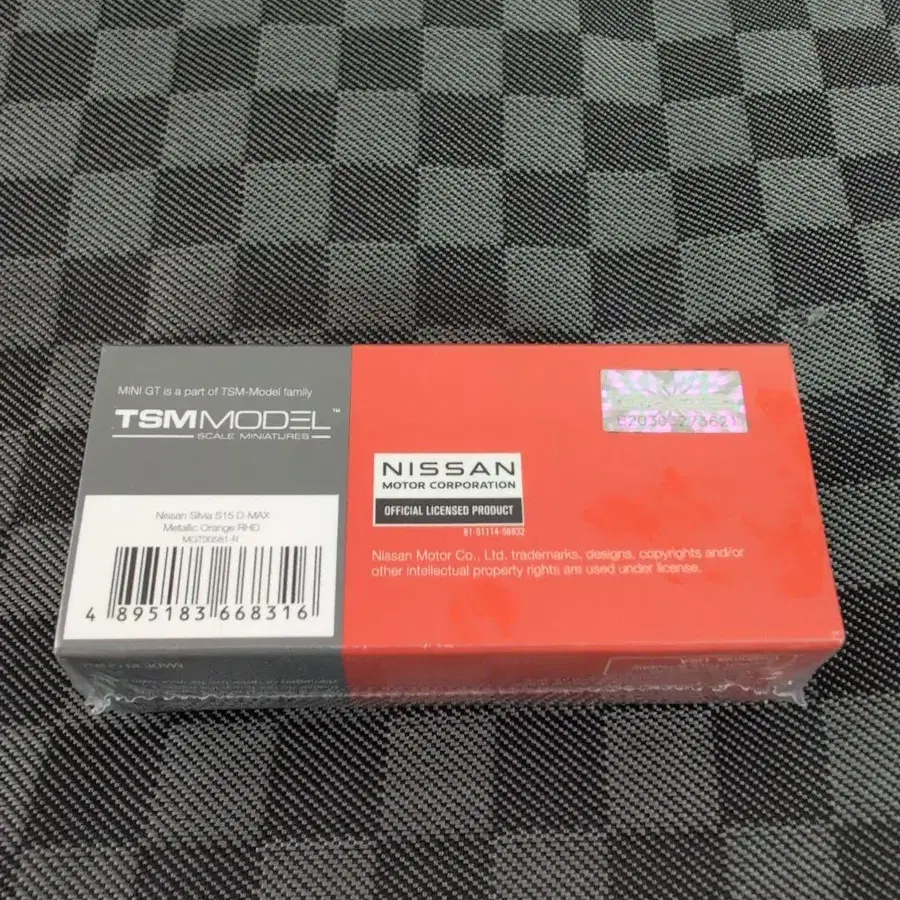 MINI GT is a part of TSM-Model family
TSMMODEL™
SCALE MINIATURES
Nissan Silvia S15 D-MAX
Metallic Orange RHD
MGT00581-R
4 895183 668316
NISSAN
MOTOR CORPORATION
OFFICIAL LICENSED PRODUCT
Nissan Motor Co., Ltd. trademarks, designs, copyrights and/or
other intellectual property rights are used under license.